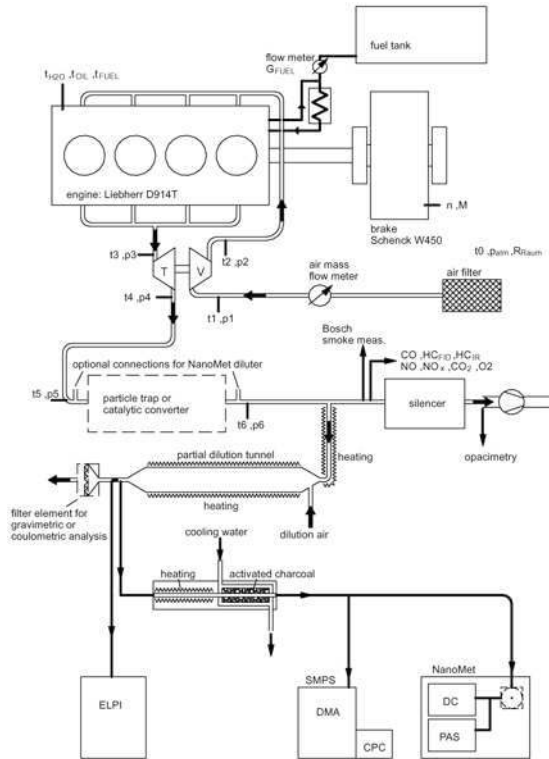 fuel tank
flow meter
G_FUEL
t_H2O ,t_OIL ,t_FUEL
engine: Liebherr D914T
n ,M
brake
Schenck W450
t3 ,p3
T
V
t2 ,p2
t0 ,p_atm ,R_Raum
air mass
flow meter
air filter
t4 ,p4
t1 ,p1
Bosch
smoke meas.
CO ,HC_FID ,HC_IR
NO ,NO_x ,CO_2 ,O2
optional connections for NanoMet diluter
t5 ,p5
particle trap or
catalytic converter
t6 ,p6
silencer
opacimetry
heating
partial dilution tunnel
heating
dilution air
filter element for
gravimetric or
coulometric analysis
cooling water
heating
activated charcoal
ELPI
SMPS
DMA
CPC
NanoMet
DC
PAS